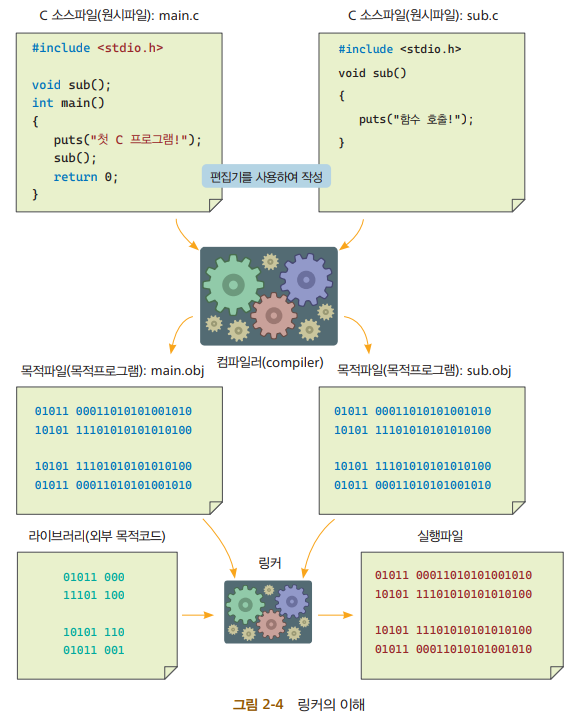 C 소스파일(원시파일): main.c
#include <stdio.h>
void sub();
int main()
{
puts("첫 C 프로그램!");
sub();
return 0;
}
C 소스파일(원시파일): sub.c
#include <stdio.h>
void sub()
{
puts("함수 호출!");
}
편집기를 사용하여 작성
컴파일러(compiler)
목적파일(목적프로그램): main.obj
01011 00011010101001010
10101 11101010101010100
10101 11101010101010100
01011 00011010101001010
목적파일(목적프로그램): sub.obj
01011 00011010101001010
10101 11101010101010100
10101 11101010101010100
01011 00011010101001010
라이브러리(외부 목적코드)
01011 000
11101 100
10101 110
01011 001
링커
실행파일
01011 00011010101001010
10101 11101010101010100
10101 11101010101010100
01011 00011010101001010
그림 2-4 링커의 이해